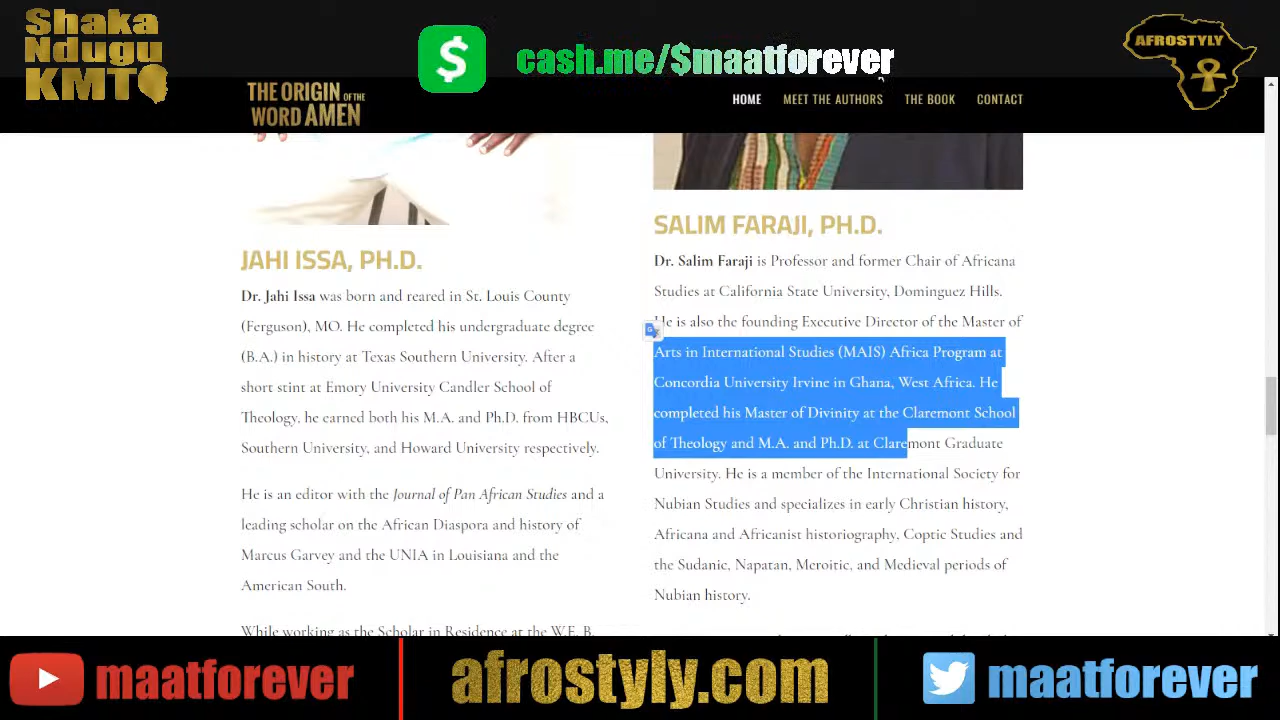 Shaka
Ndugu
KMT
cash.me/$maatforever
AFROSTYLY
THE ORIGIN OF THE
WORD AMEN
HOME
MEET THE AUTHORS
THE BOOK
CONTACT
JAHI ISSA, PH.D.
Dr. Jahi Issa was born and reared in St. Louis County
(Ferguson), MO. He completed his undergraduate degree
(B.A.) in history at Texas Southern University. After a
short stint at Emory University Candler School of
Theology, he earned both his M.A. and Ph.D. from HBCUs,
Southern University, and Howard University respectively.
He is an editor with the Journal of Pan African Studies and a
leading scholar on the African Diaspora and history of
Marcus Garvey and the UNIA in Louisiana and the
American South.
While working as the Scholar in Residence at the W.E. B.
SALIM FARAJI, PH.D.
Dr. Salim Faraji is Professor and former Chair of Africana
Studies at California State University, Dominguez Hills.
He is also the founding Executive Director of the Master of
Arts in International Studies (MAIS) Africa Program at
Concordia University Irvine in Ghana, West Africa. He
completed his Master of Divinity at the Claremont School
of Theology and M.A. and Ph.D. at Claremont Graduate
University. He is a member of the International Society for
Nubian Studies and specializes in early Christian history,
Africana and Africanist historiography, Coptic Studies and
the Sudanic, Napatan, Meroitic, and Medieval periods of
Nubian history.
maatforever
afrostyly.com
maatforever